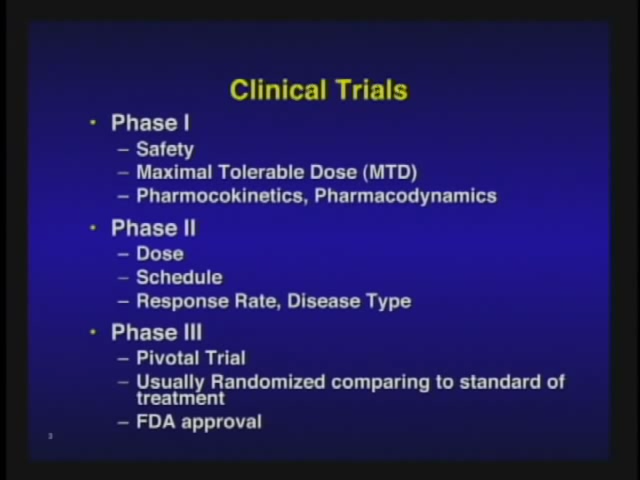 Clinical Trials
• Phase I
– Safety
– Maximal Tolerable Dose (MTD)
– Pharmocokinetics, Pharmacodynamics
• Phase II
– Dose
– Schedule
– Response Rate, Disease Type
• Phase III
– Pivotal Trial
– Usually Randomized comparing to standard of
treatment
– FDA approval
3